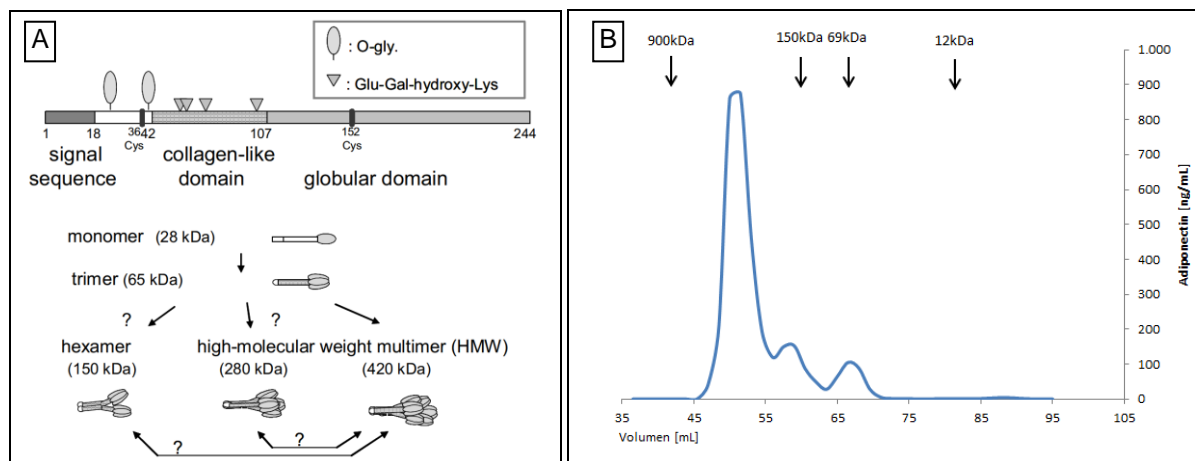 A
: O-gly.
: Glu-Gal-hydroxy-Lys
1 18 36 42 107 152 244
Cys Cys
signal sequence
collagen-like domain
globular domain
monomer (28 kDa)
trimer (65 kDa)
? ?
hexamer high-molecular weight multimer (HMW)
(150 kDa) (280 kDa) (420 kDa)
?
?
B
900kDa 150kDa 69kDa 12kDa
1.000
900
800
700
600
500
400
300
200
100
0
Adiponectin [ng/mL]
35 45 55 65 75 85 95 105
Volumen [mL]